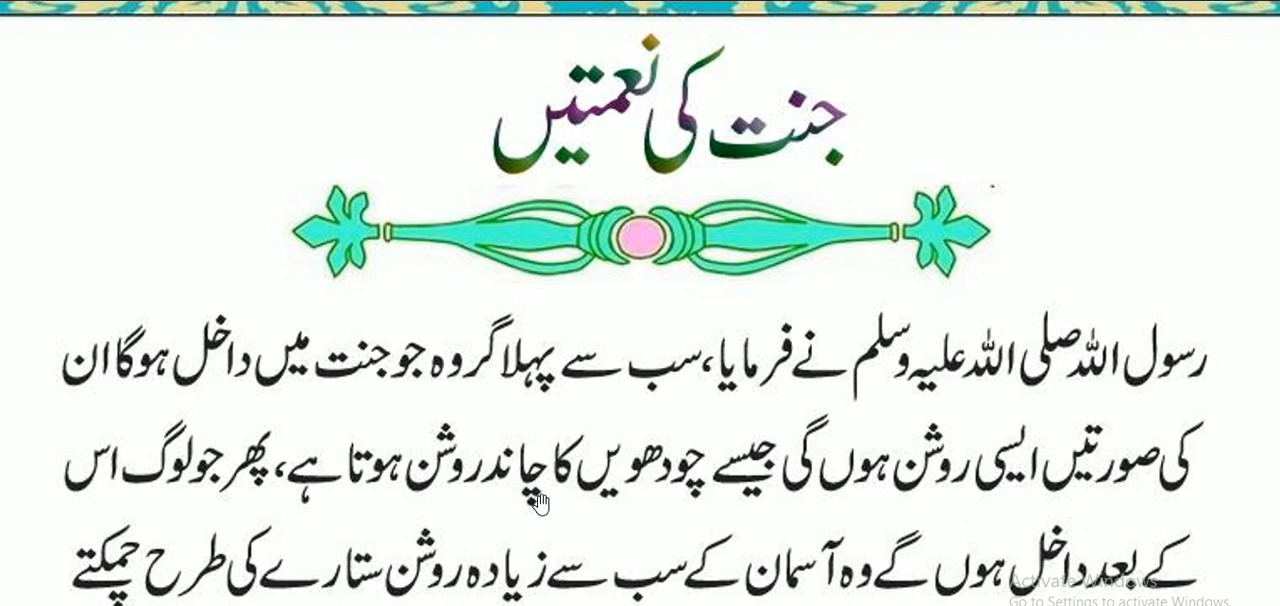 جنت کی نعمتیں
رسول اللہ صلی اللہ علیہ وسلم نے فرمایا، سب سے پہلا گروہ جو جنت میں داخل ہوگا ان
کی صورتیں ایسی روشن ہوں گی جیسے چودھویں کا چاند روشن ہوتا ہے، پھر جو لوگ اس
کے بعد داخل ہوں گے وہ آسمان کے سب سے زیادہ روشن ستارے کی طرح چمکتے
Activate Windows
Go to Settings to activate Windows.